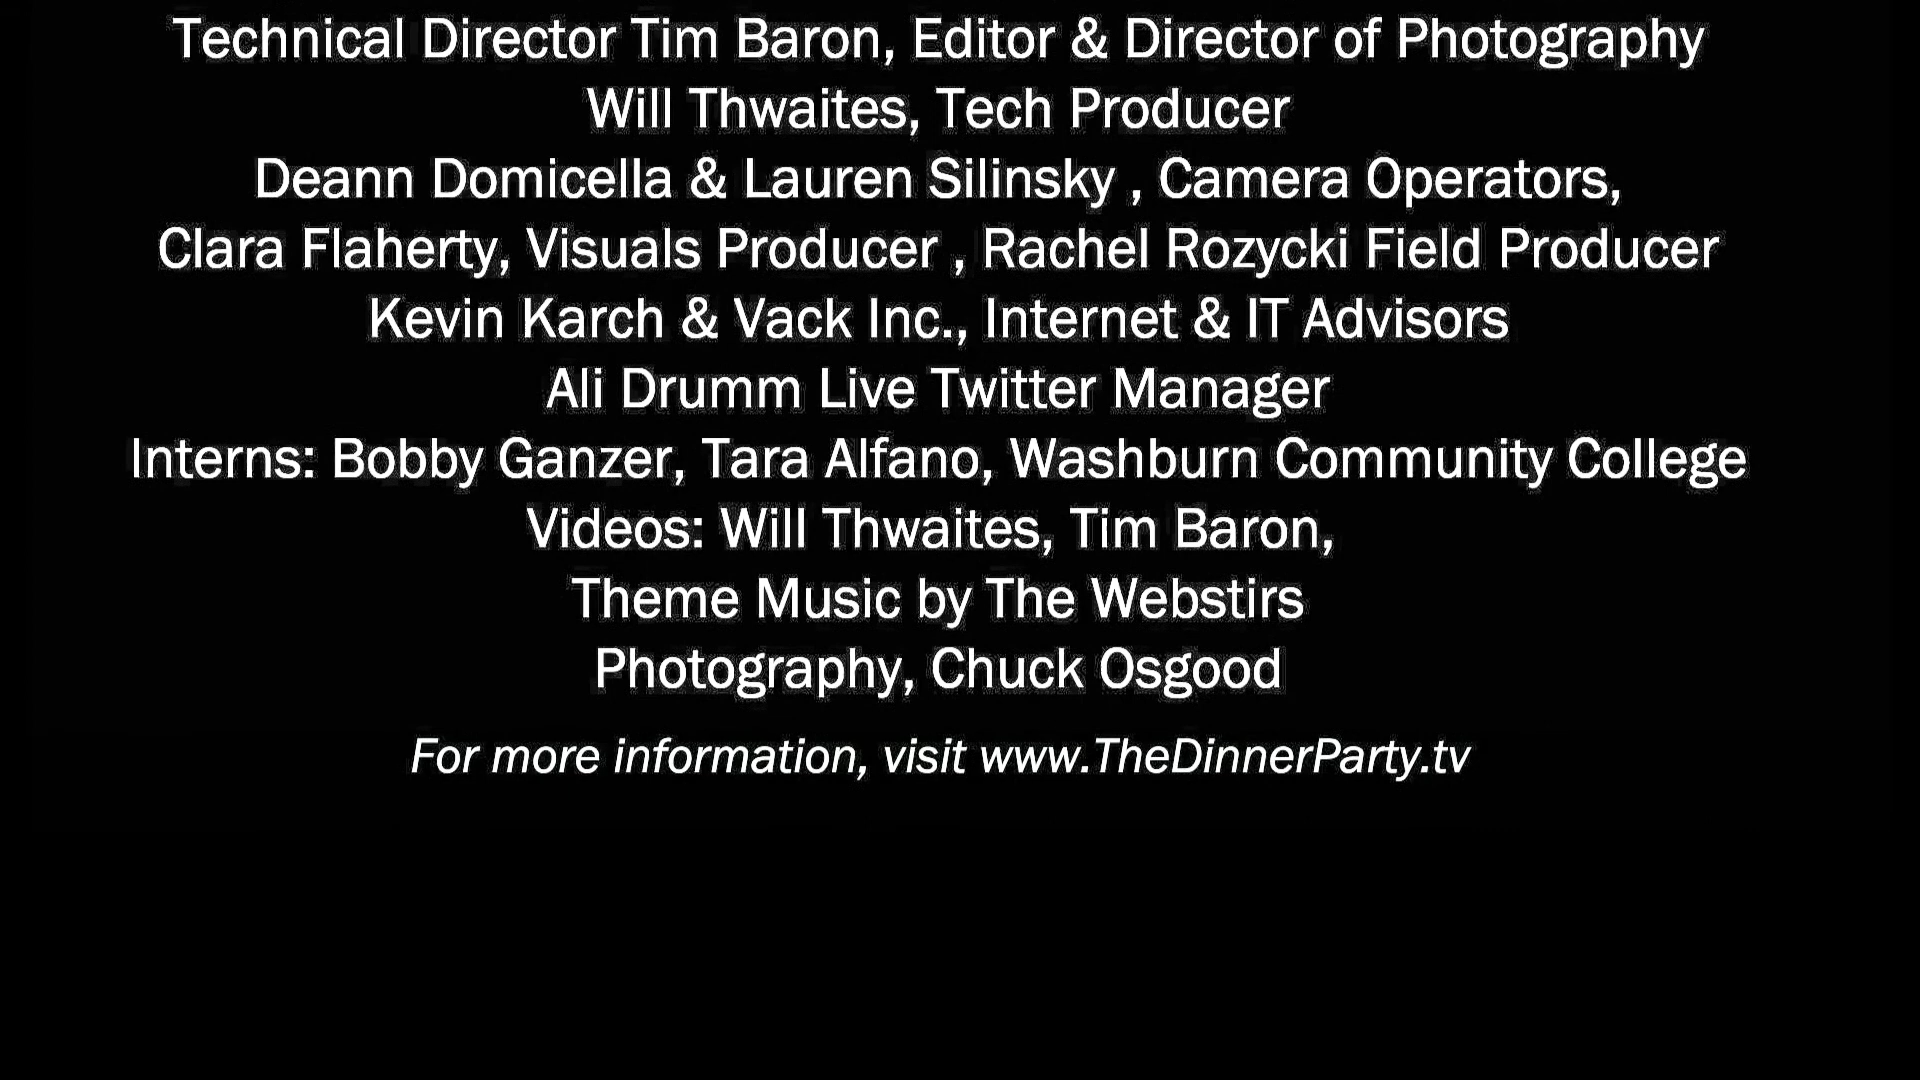 Technical Director Tim Baron, Editor & Director of Photography
Will Thwaites, Tech Producer
Deann Domicella & Lauren Silinsky , Camera Operators,
Clara Flaherty, Visuals Producer , Rachel Rozycki Field Producer
Kevin Karch & Vack Inc., Internet & IT Advisors
Ali Drumm Live Twitter Manager
Interns: Bobby Ganzer, Tara Alfano, Washburn Community College
Videos: Will Thwaites, Tim Baron,
Theme Music by The Webstirs
Photography, Chuck Osgood
For more information, visit www.TheDinnerParty.tv